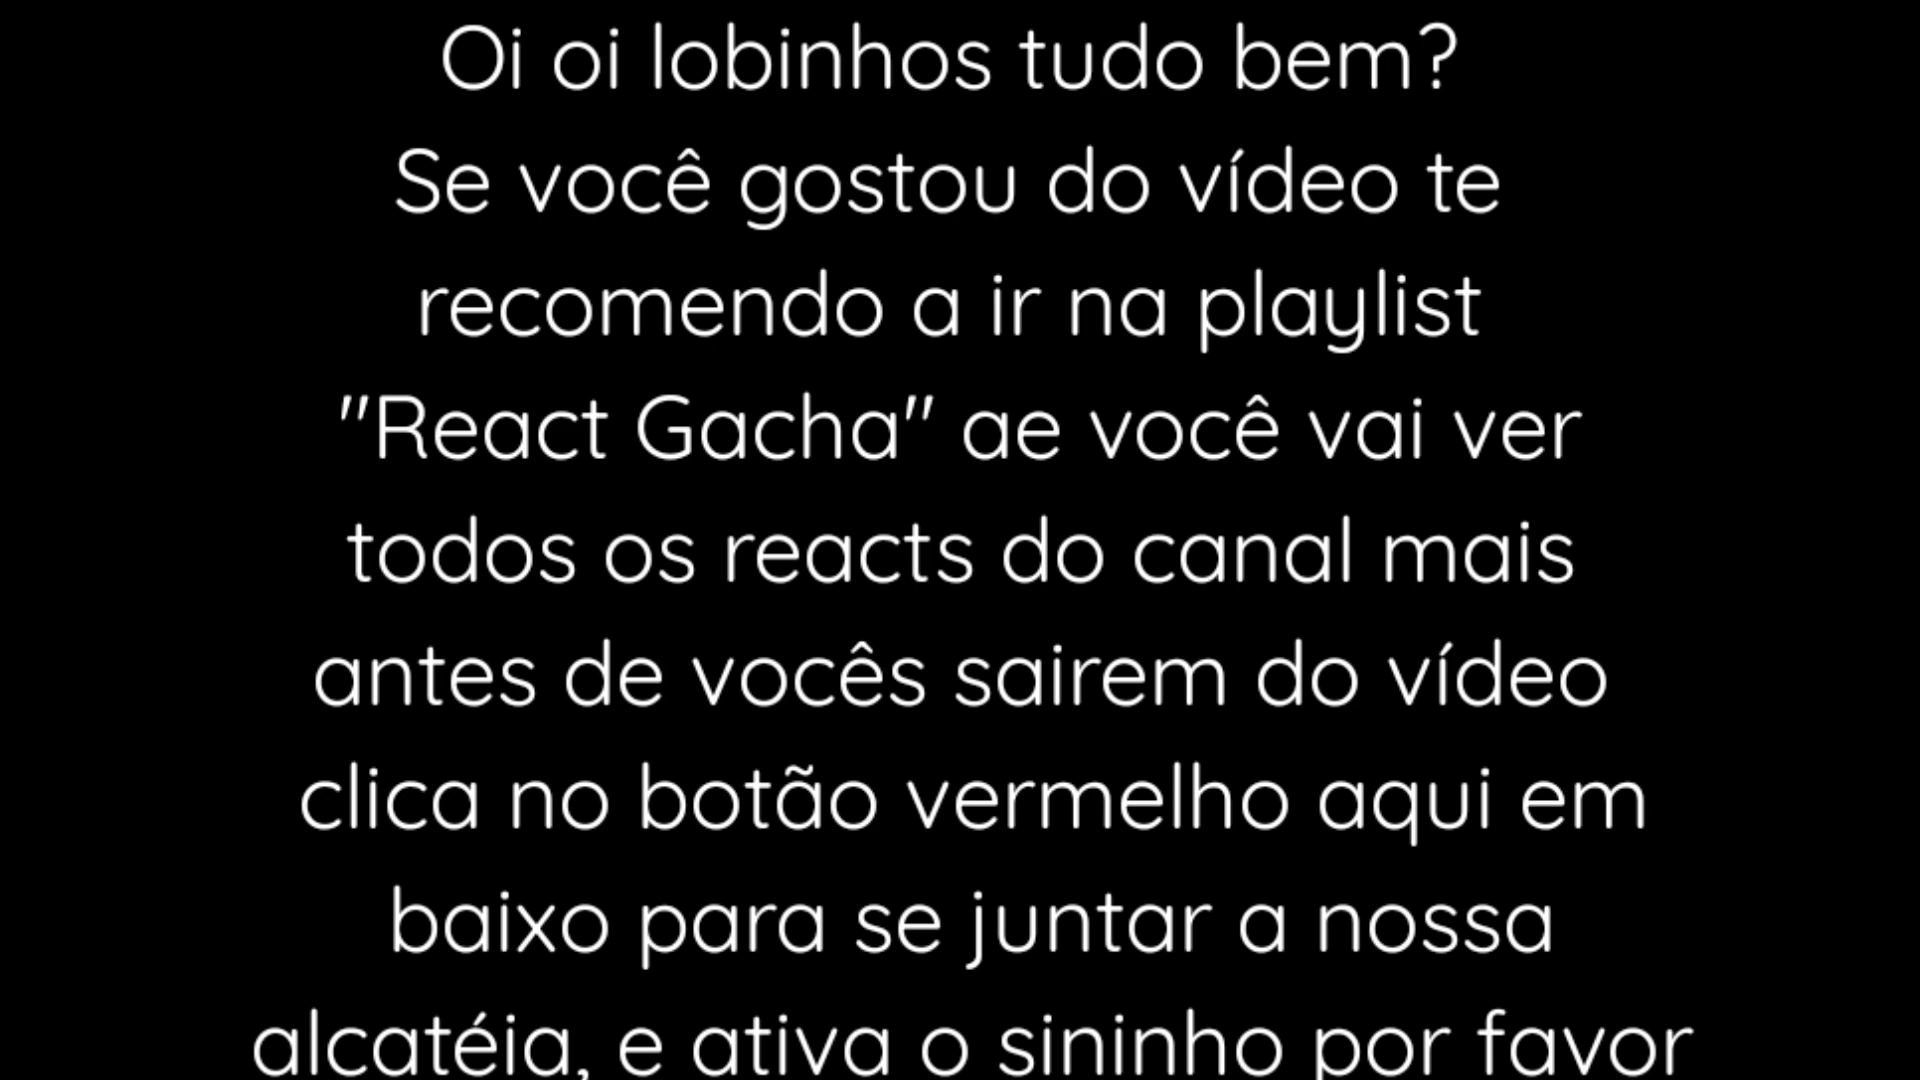 Oi oi lobinhos tudo bem?
Se você gostou do vídeo te
recomendo a ir na playlist
"React Gacha" ae você vai ver
todos os reacts do canal mais
antes de vocês sairem do vídeo
clica no botão vermelho aqui em
baixo para se juntar a nossa
alcatéia, e ativa o sininho por favor